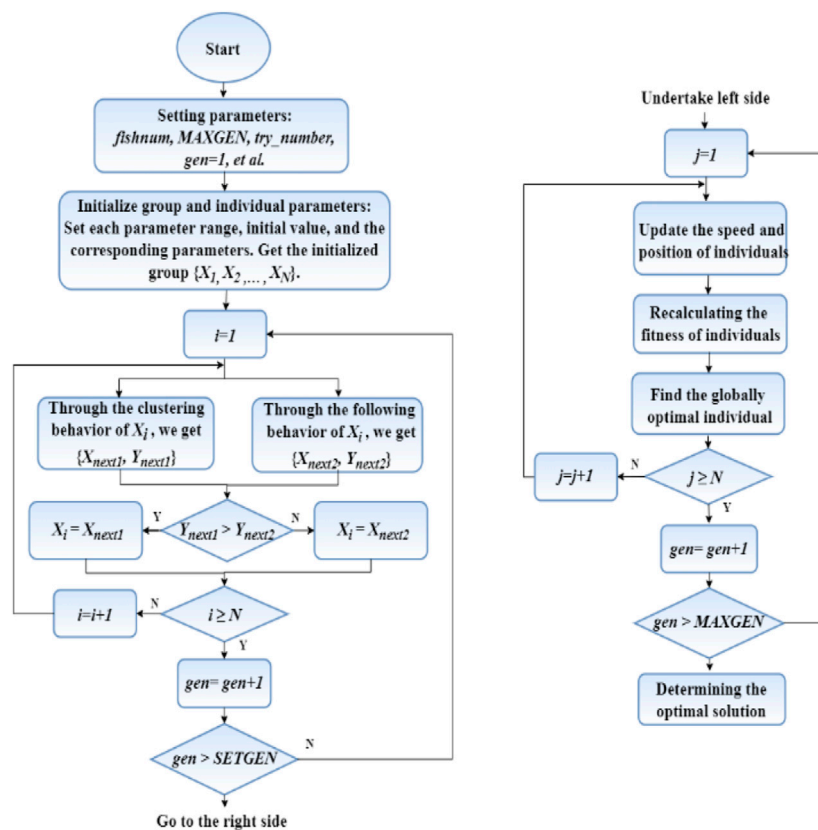 Start
Setting parameters:
fishnum, MAXGEN, try_number,
gen=1, et al.
Initialize group and individual parameters:
Set each parameter range, initial value, and the
corresponding parameters. Get the initialized
group {X1, X2 ,..., XN}.
i=1
Through the clustering
behavior of Xi , we get
{Xnext1, Ynext1}
Through the following
behavior of Xi , we get
{Xnext2, Ynext2}
Xi = Xnext1
Y
Ynext1 > Ynext2
N
Xi = Xnext2
i=i+1
N
i ≥ N
Y
gen= gen+1
gen > SETGEN
N
Go to the right side
Undertake left side
j=1
Update the speed and
position of individuals
Recalculating the
fitness of individuals
Find the globally
optimal individual
j=j+1
N
j ≥ N
Y
gen= gen+1
gen > MAXGEN
Determining the
optimal solution